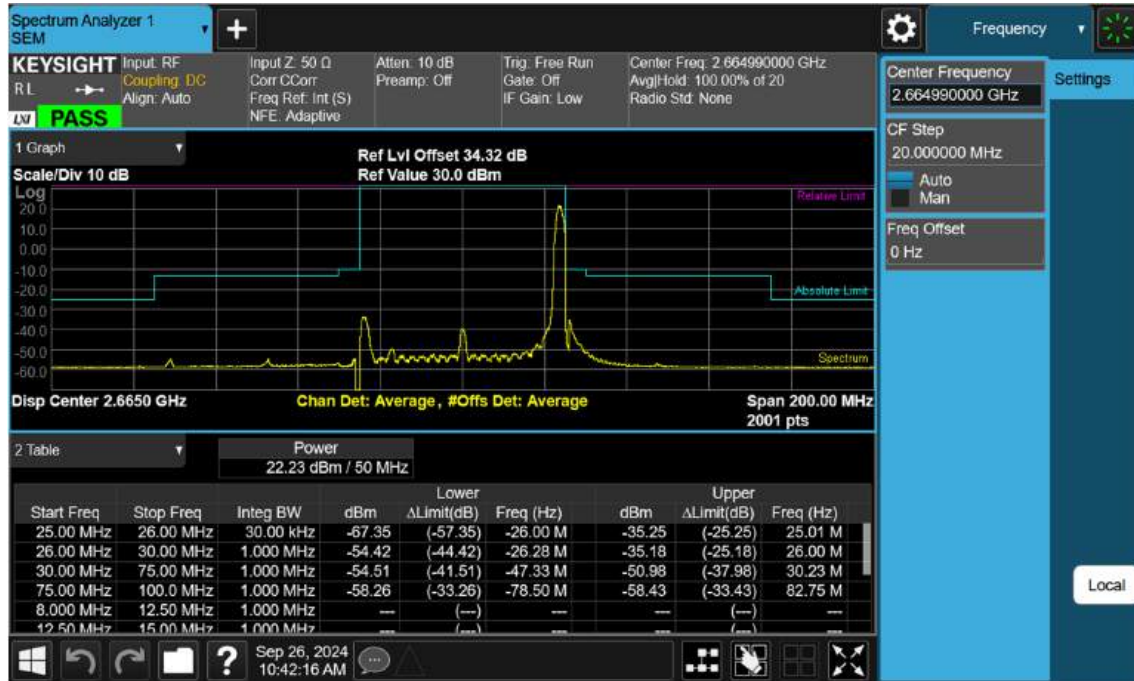 Spectrum Analyzer 1
SEM
Frequency
KEYSIGHT
R L
LXI
PASS
Input: RF
Coupling: DC
Align: Auto
Input Z: 50 Ω
Corr CCorr
Freq Ref: Int (S)
NFE: Adaptive
Atten: 10 dB
Preamp: Off
Trig: Free Run
Gate: Off
IF Gain: Low
Center Freq: 2.664990000 GHz
Avg|Hold: 100.00% of 20
Radio Std: None
Center Frequency
2.664990000 GHz
Settings
CF Step
20.000000 MHz
Auto
Man
Freq Offset
0 Hz
Local
1 Graph
Scale/Div 10 dB
Ref Lvl Offset 34.32 dB
Ref Value 30.0 dBm
Log
20.0
10.0
0.00
-10.0
-20.0
-30.0
-40.0
-50.0
-60.0
Relative Limit
Absolute Limit
Spectrum
Disp Center 2.6650 GHz
Chan Det: Average, #Offs Det: Average
Span 200.00 MHz
2001 pts
2 Table
Power
22.23 dBm / 50 MHz
Lower Upper
Start Freq Stop Freq Integ BW dBm ΔLimit(dB) Freq (Hz) dBm ΔLimit(dB) Freq (Hz)
25.00 MHz 26.00 MHz 30.00 kHz -67.35 (-57.35) -26.00 M -35.25 (-25.25) 25.01 M
26.00 MHz 30.00 MHz 1.000 MHz -54.42 (-44.42) -26.28 M -35.18 (-25.18) 26.00 M
30.00 MHz 75.00 MHz 1.000 MHz -54.51 (-41.51) -47.33 M -50.98 (-37.98) 30.23 M
75.00 MHz 100.0 MHz 1.000 MHz -58.26 (-33.26) -78.50 M -58.43 (-33.43) 82.75 M
8.000 MHz 12.50 MHz 1.000 MHz --- (---) --- --- (---) ---
12.50 MHz 15.00 MHz 1.000 MHz --- (---) --- --- (---) ---
?
Sep 26, 2024
10:42:16 AM